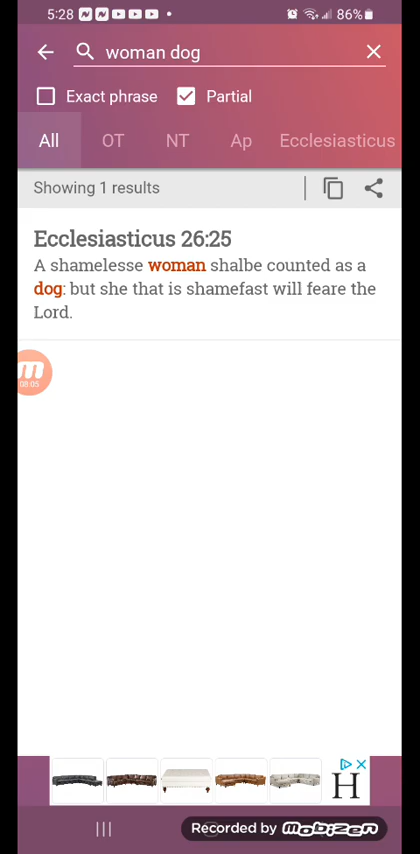 5:28 86%
woman dog
Exact phrase Partial
All OT NT Ap Ecclesiasticus
Showing 1 results
Ecclesiasticus 26:25
A shamelesse woman shalbe counted as a
dog: but she that is shamefast will feare the
Lord.
08:05
H
Recorded by mobizen